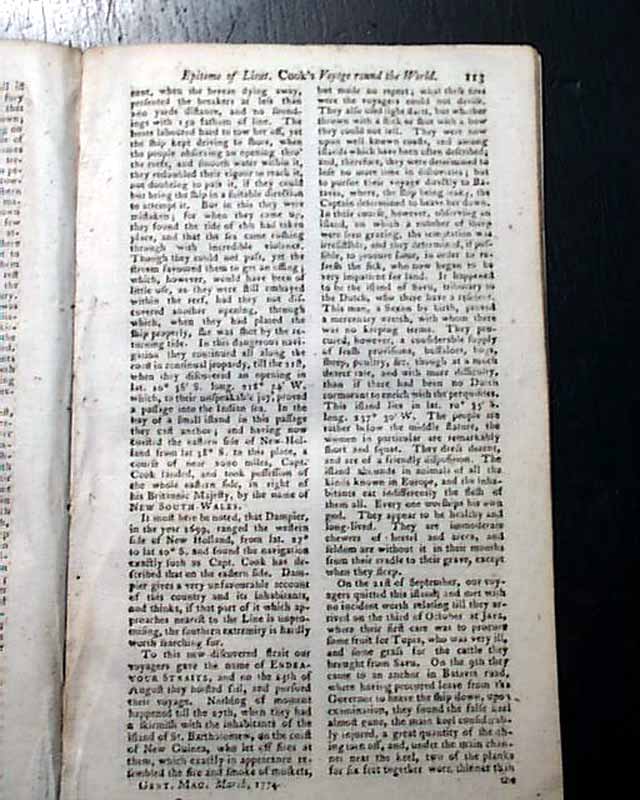 Epitome of Lieut. Cook's Voyage round the World. 113
when the breeze dying away,
presented the breakers at less than
100 yards distance, and no sound-
ings with 150 fathom of line. The
boats laboured hard to tow her off, yet
the ship kept driving to shore, when
the people observing an opening thro'
the reefs, and smooth water within it,
they redoubled their vigour to reach it,
not doubting to pass it, if they could
but bring the ship in a suitable direction
to attempt it. But in this they were
mistaken; for when they came up,
they found the tide of ebb had taken
place, and that the sea came rushing
through with incredible violence.
Though they could not pass, yet the
stream favoured them to get an offing;
which, however, would have been of
little use, as they were still embayed
within the reef, had they not dis-
covered another opening, through
which, when they had placed the
ship properly, she was shot by the re-
turning tide. In this dangerous navi-
gation they continued all along the
coast in continual jeopardy, till the 21st,
when they discovered an opening in
lat. 10° 36' S. long. 218° 24' W.
which, to their unspeakable joy, proved
a passage into the Indian sea. In the
bay of a small island in this passage
they cast anchor; and having now
coasted the eastern side of New Hol-
land from lat 38° S. to this place, a
course of near 2000 miles, Capt.
Cook landed, and took possession of
the whole eastern side, in right of
his Britannic Majesty, by the name of
NEW SOUTH-WALES.
It must here be noted, that Dampier,
in the year 1699, ranged the western
side of New Holland, from lat. 27°
to lat 20° S. and found the navigation
exactly such as Capt. Cook has de-
scribed that on the eastern side. Dam-
pier gives a very unfavourable account
of this country and its inhabitants,
and thinks, if that part of it which ap-
proaches nearest to the Line is unpro-
mising, the southern extremity is hardly
worth searching for.
To this new discovered strait our
voyagers gave the name of ENDEA-
VOUR STRAITS, and on the 23th of
August they hoisted sail, and pursued
their voyage. Nothing of moment
happened till the 27th, when they had
a skirmish with the inhabitants of the
island of St. Bartholomew, on the coast
of New Guinea, who let off fires at
them, which exactly in appearance re-
sembled the fire and smoke of muskets,
GENT. MAG. March, 1774.
but made no report; what these fires
were the voyagers could not devise.
They also used light darts, but whether
thrown with a stick or shot with a bow
they could not tell. They were now
upon well known roads, and among
islands which have been often described;
and, therefore, they were determined to
lose no more time in discoveries; but
to pursue their voyage directly to Ba-
tavia, where, the ship being leaky, the
Captain determined to heave her down.
In their course, however, observing an
island, on which a number of sheep
were seen grazing, the temptation was
irresistible, and they determined, if pos-
sible, to procure some, in order to re-
fresh the sick, who now began to be
very impatient for land. It happened
to be the island of Savu, tributary to
the Dutch, who there have a resident.
This man, a Saxon by birth, proved
a mercenary wretch, with whom there
was no keeping terms. They pro-
cured, however, a considerable supply
of fresh provisions, buffaloes, hogs,
sheep, poultry, &c. though at a much
dearer rate, and with more difficulty,
than if there had been no Dutch
cormorant to enrich with the perquisites.
This island lies in lat. 10° 35' S.
long. 237° 30' W. The people are
rather below the middle stature, the
women in particular are remarkably
short and squat. They dress decent,
and are of a friendly disposition. The
island abounds in animals of all the
kinds known in Europe, and the inha-
bitants eat indifferently the flesh of
them all. Every one worships his own
god. They appear to be healthy and
long-lived. They are immoderate
chewers of betel and areca, and
seldom are without it in their mouths
from their cradle to their grave, except
when they sleep.
On the 21st of September, our voy-
agers quitted this island, and met with
no incident worth relating till they ar-
rived on the third of October at Java,
where their first care was to procure
some fruit for Tupia, who was very ill,
and some grass for the cattle they
brought from Savu. On the 9th they
came to an anchor in Batavia road,
where having procured leave from the
Governor to heave the ship down, upon
examination, they found the false keel
almost gone, the main keel considerab-
ly injured, a great quantity of the sh-
ing torn off, and, under the main chan-
nel near the keel, two of the planks
for six feet together worn, thinner than